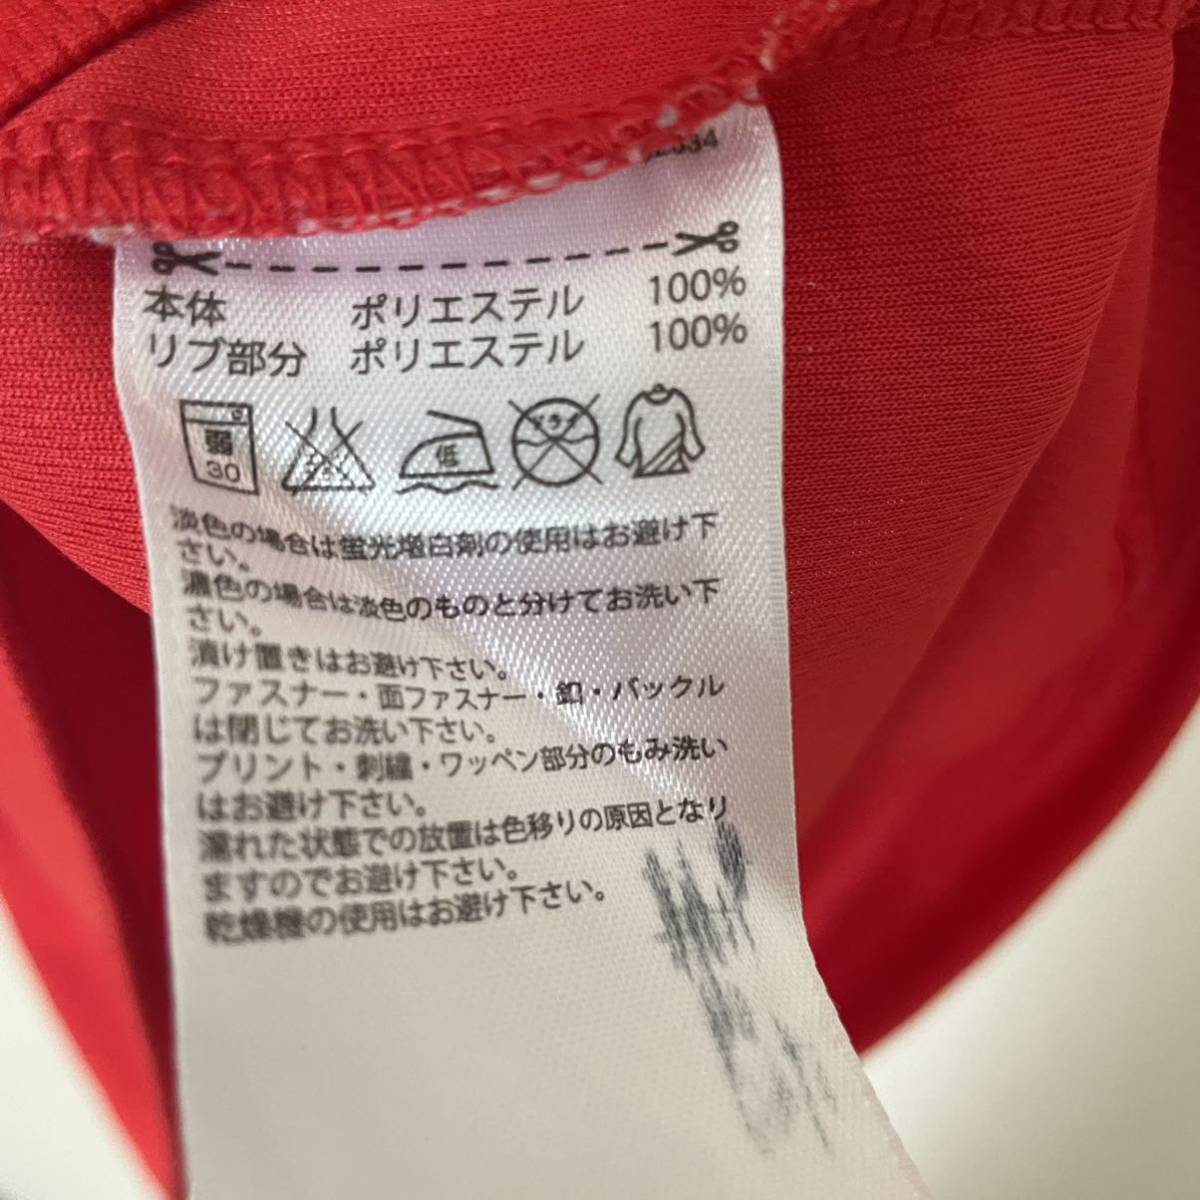 本体 ポリエステル 100%
リブ部分 ポリエステル 100%
弱 30 低 ドライ
淡色の場合は蛍光増白剤の使用はお避け下
さい。
濃色の場合は淡色のものと分けてお洗い下
さい。
漬け置きはお避け下さい。
ファスナー・面ファスナー・釦・バックル
は閉じてお洗い下さい。
プリント・刺繍・ワッペン部分のもみ洗い
はお避け下さい。
濡れた状態での放置は色移りの原因となり
ますのでお避け下さい。
乾燥機の使用はお避け下さい。